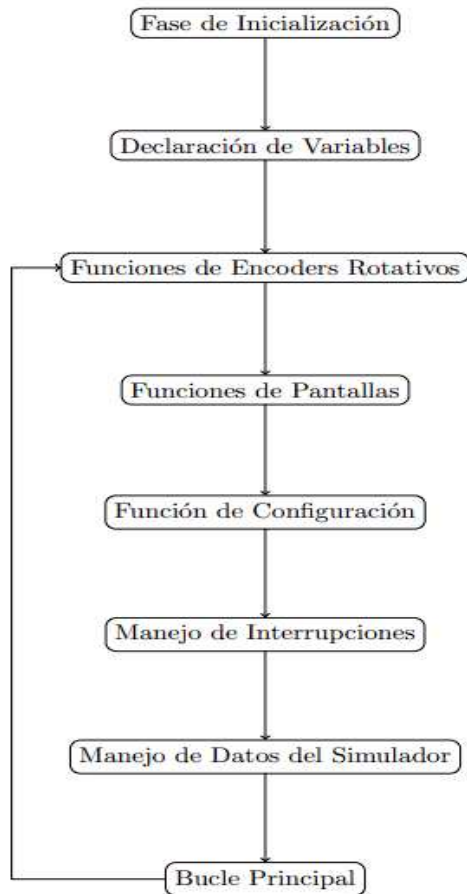 Fase de Inicialización
Declaración de Variables
Funciones de Encoders Rotativos
Funciones de Pantallas
Función de Configuración
Manejo de Interrupciones
Manejo de Datos del Simulador
Bucle Principal